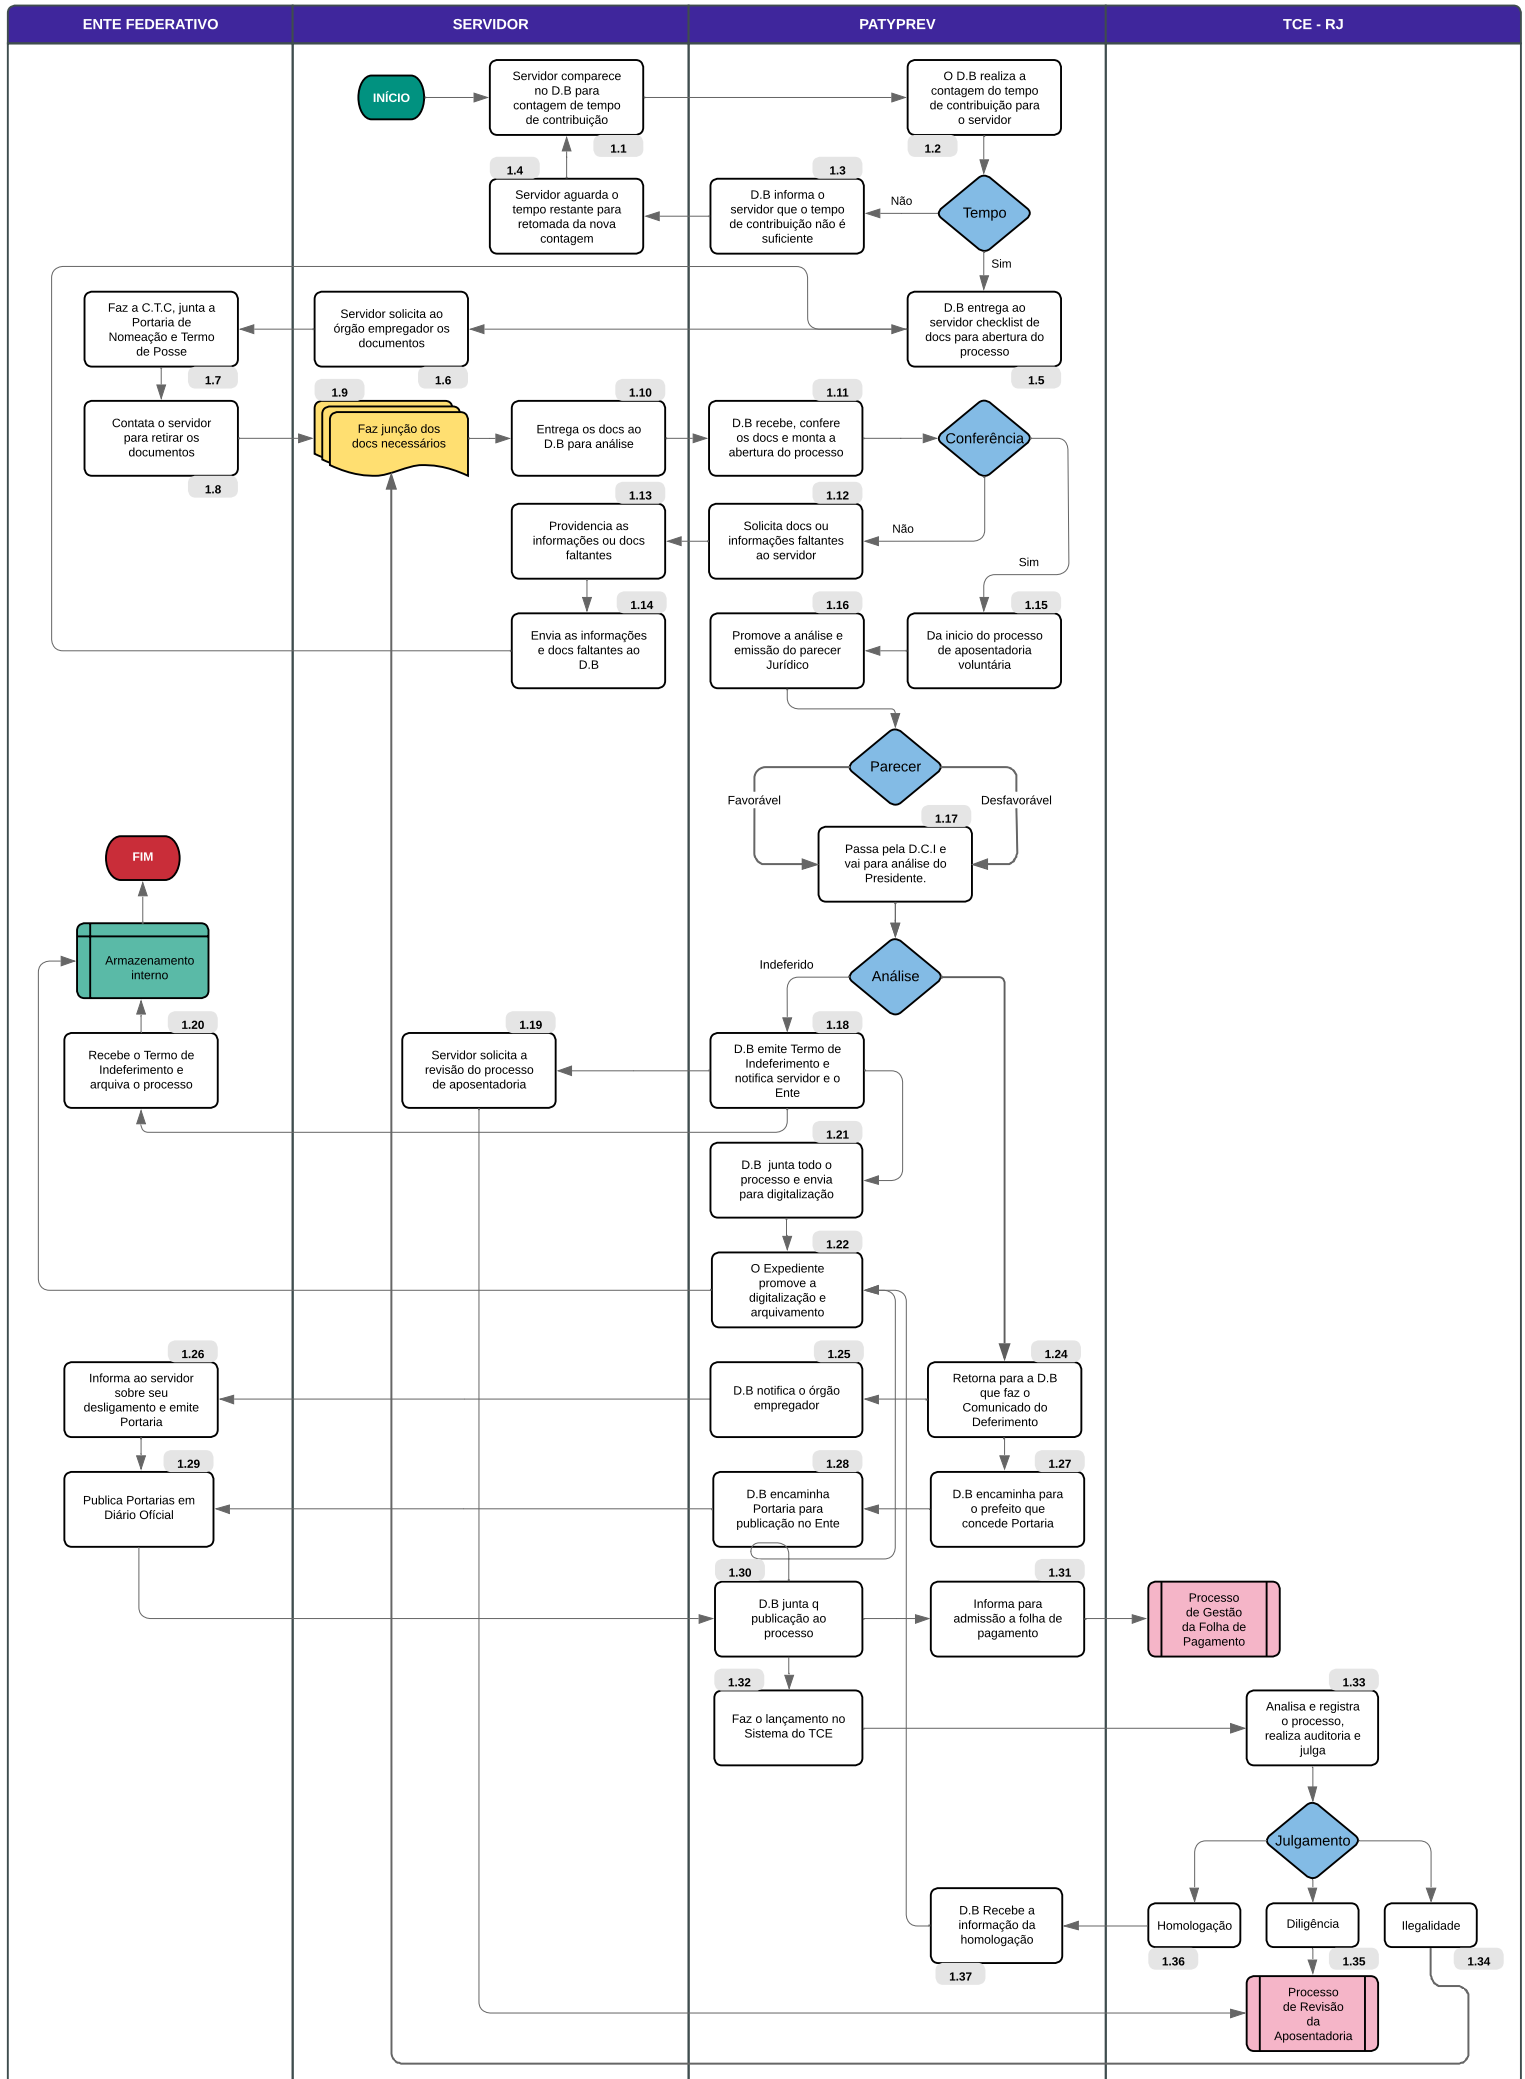 ENTE FEDERATIVO
SERVIDOR
PATYPREV
TCE - RJ
INÍCIO
Servidor comparece
no D.B para
contagem de tempo
de contribuição
1.1
O D.B realiza a
contagem do tempo
de contribuição para
o servidor
1.2
1.4
Servidor aguarda o
tempo restante para
retomada da nova
contagem
1.3
D.B informa o
servidor que o tempo
de contribuição não é
suficiente
Não
Tempo
Sim
Faz a C.T.C, junta a
Portaria de
Nomeação e Termo
de Posse
1.7
Servidor solicita ao
órgão empregador os
documentos
1.6
D.B entrega ao
servidor checklist de
docs para abertura do
processo
1.5
Contata o servidor
para retirar os
documentos
1.8
1.9
Faz junção dos
docs necessários
1.10
Entrega os docs ao
D.B para análise
1.11
D.B recebe, confere
os docs e monta a
abertura do processo
Conferência
1.13
Providencia as
informações ou docs
faltantes
1.12
Solicita docs ou
informações faltantes
ao servidor
Não
Sim
1.14
Envia as informações
e docs faltantes ao
D.B
1.16
Promove a análise e
emissão do parecer
Jurídico
1.15
Da inicio do processo
de aposentadoria
voluntária
Parecer
Favorável
Desfavorável
1.17
Passa pela D.C.I e
vai para análise do
Presidente.
FIM
Armazenamento
interno
Indeferido
Análise
1.20
Recebe o Termo de
Indeferimento e
arquiva o processo
1.19
Servidor solicita a
revisão do processo
de aposentadoria
1.18
D.B emite Termo de
Indeferimento e
notifica servidor e o
Ente
1.21
D.B  junta todo o
processo e envia
para digitalização
1.22
O Expediente
promove a
digitalização e
arquivamento
1.26
Informa ao servidor
sobre seu
desligamento e emite
Portaria
1.25
D.B notifica o órgão
empregador
1.24
Retorna para a D.B
que faz o
Comunicado do
Deferimento
1.29
Publica Portarias em
Diário Ofícial
1.28
D.B encaminha
Portaria para
publicação no Ente
1.27
D.B encaminha para
o prefeito que
concede Portaria
1.30
D.B junta q
publicação ao
processo
1.31
Informa para
admissão a folha de
pagamento
Processo
de Gestão
da Folha de
Pagamento
1.32
Faz o lançamento no
Sistema do TCE
1.33
Analisa e registra
o processo,
realiza auditoria e
julga
Julgamento
D.B Recebe a
informação da
homologação
1.37
Homologação
1.36
Diligência
1.35
Ilegalidade
1.34
Processo
de Revisão
da
Aposentadoria